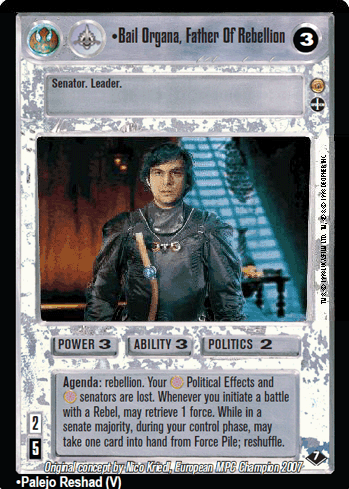 •Bail Organa, Father Of Rebellion 3
Senator. Leader.
POWER 3 ABILITY 3 POLITICS 2
Agenda: rebellion. Your Political Effects and
senators are lost. Whenever you initiate a battle
with a Rebel, may retrieve 1 force. While in a
senate majority, during your control phase, may
take one card into hand from Force Pile; reshuffle.
2
5
7
Original concept by Nico Kriedl, European MPC Champion 2007
•Palejo Reshad (V)